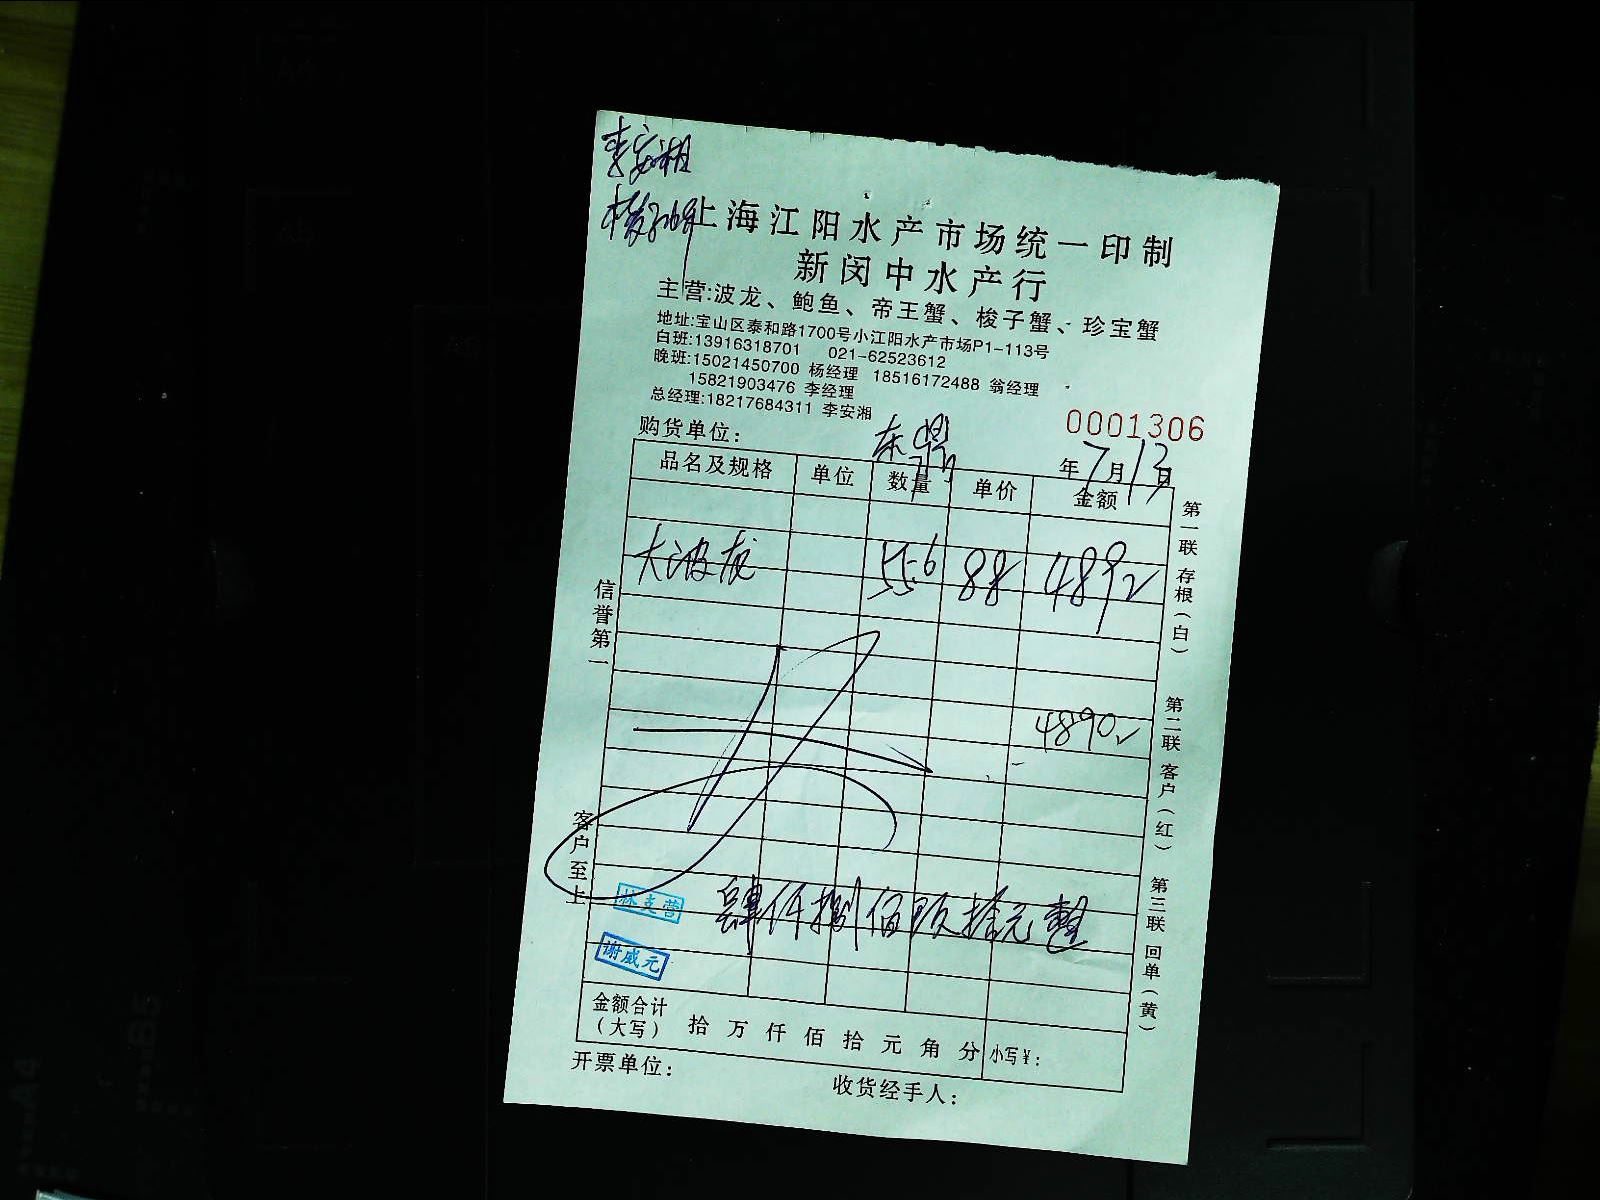 李安湘
上海江阳水产市场统一印制
新闵中水产行
主营:波龙、鲍鱼、帝王蟹、梭子蟹、珍宝蟹
地址:宝山区泰和路1700号小江阳水产市场P1-113号
白班:13916318701 021-62523612
晚班:15021450700 杨经理 18516172488 翁经理
15821903476 李经理
总经理:18217684311 李安湘
0001306
购货单位:
年7月13日
品名及规格 单位 数量 单价 金额
大波龙 55.6 88 4892
4890
肆仟捌佰玖拾元整
林克营
谢威元
金额合计
(大写) 拾 万 仟 佰 拾 元 角 分 小写¥:
开票单位: 收货经手人:
信誉第一
客户至上
第一联 存根(白)
第二联 客户(红)
第三联 回单(黄)